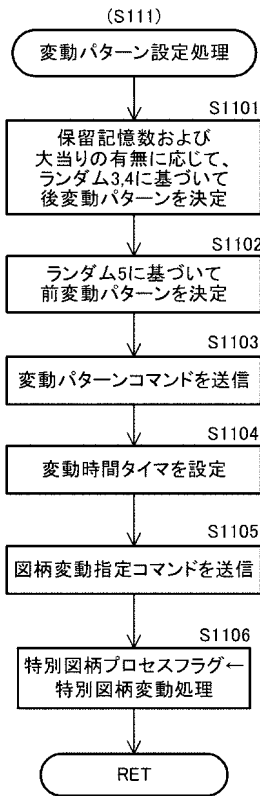 (S111)
変動パターン設定処理
S1101
保留記憶数および
大当りの有無に応じて、
ランダム3,4に基づいて
後変動パターンを決定
S1102
ランダム5に基づいて
前変動パターンを決定
S1103
変動パターンコマンドを送信
S1104
変動時間タイマを設定
S1105
図柄変動指定コマンドを送信
S1106
特別図柄プロセスフラグ←
特別図柄変動処理
RET